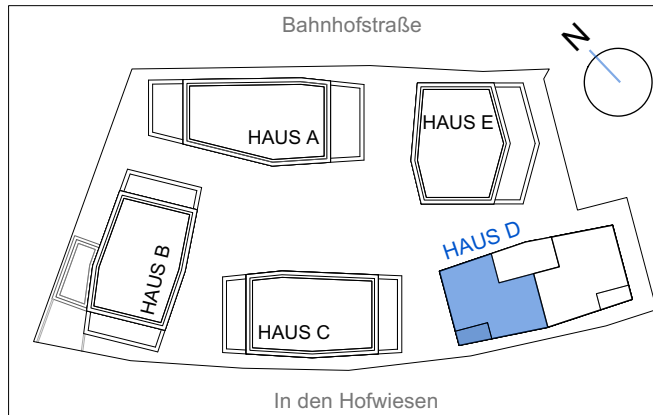 Bahnhofstraße
N
HAUS A
HAUS E
HAUS D
HAUS B
HAUS C
In den Hofwiesen